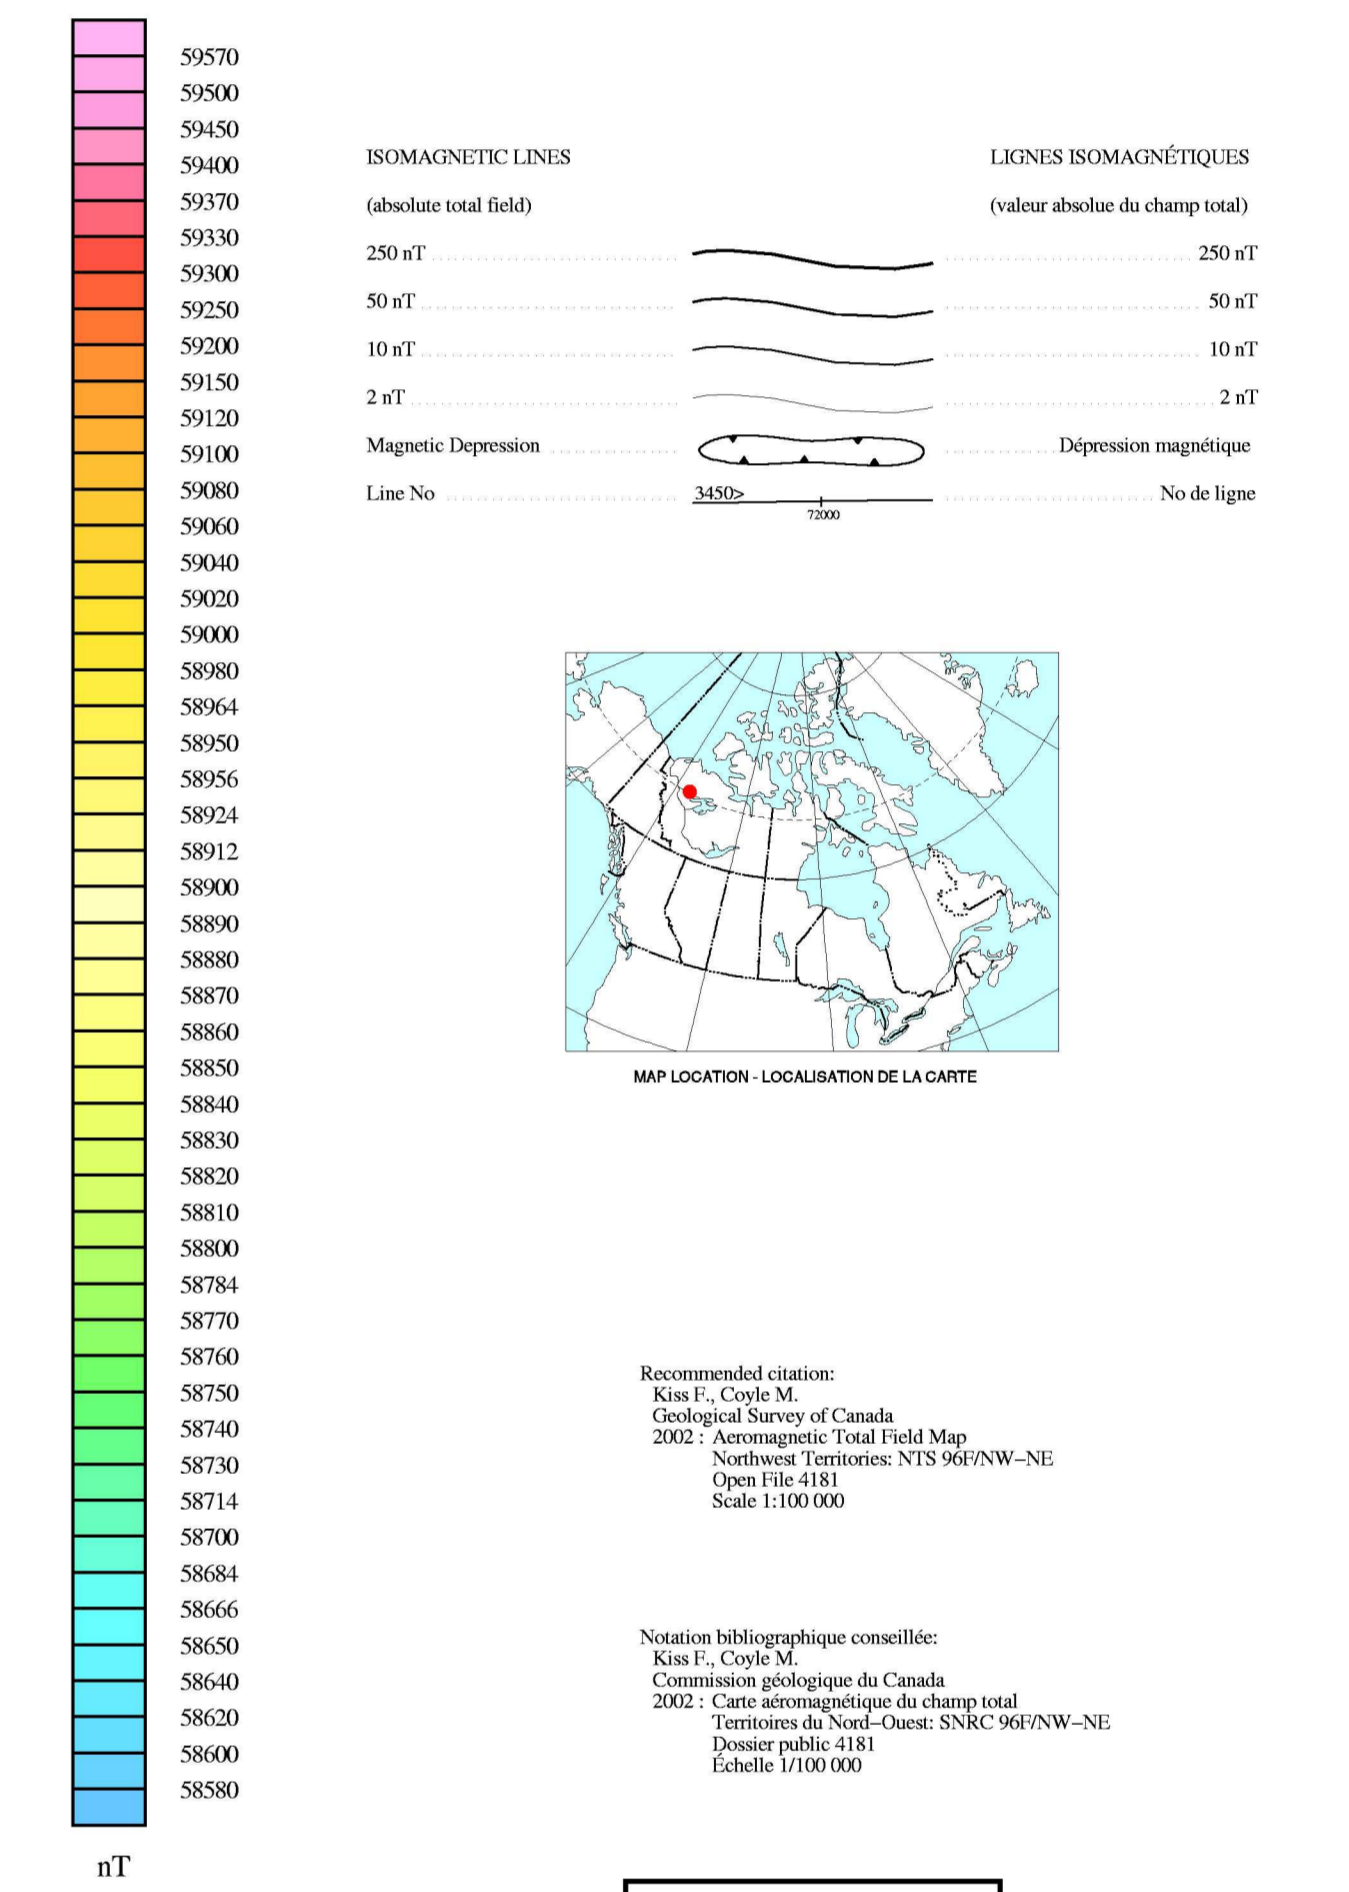 59570
59500
59450
59400
59370
59330
59300
59250
59200
59150
59120
59100
59080
59060
59040
59020
59000
58980
58964
58950
58956
58924
58912
58900
58890
58880
58870
58860
58850
58840
58830
58820
58810
58800
58784
58770
58760
58750
58740
58730
58714
58700
58684
58666
58650
58640
58620
58600
58580
nT
ISOMAGNETIC LINES LIGNES ISOMAGNÉTIQUES
(absolute total field) (valeur absolue du champ total)
250 nT 250 nT
50 nT 50 nT
10 nT 10 nT
2 nT 2 nT
Magnetic Depression Dépression magnétique
Line No 3450> No de ligne
72000
MAP LOCATION - LOCALISATION DE LA CARTE
Recommended citation:
Kiss F., Coyle M.
Geological Survey of Canada
2002 : Aeromagnetic Total Field Map
Northwest Territories: NTS 96F/NW–NE
Open File 4181
Scale 1:100 000
Notation bibliographique conseillée:
Kiss F., Coyle M.
Commission géologique du Canada
2002 : Carte aéromagnétique du champ total
Territoires du Nord–Ouest: SNRC 96F/NW–NE
Dossier public 4181
Échelle 1/100 000